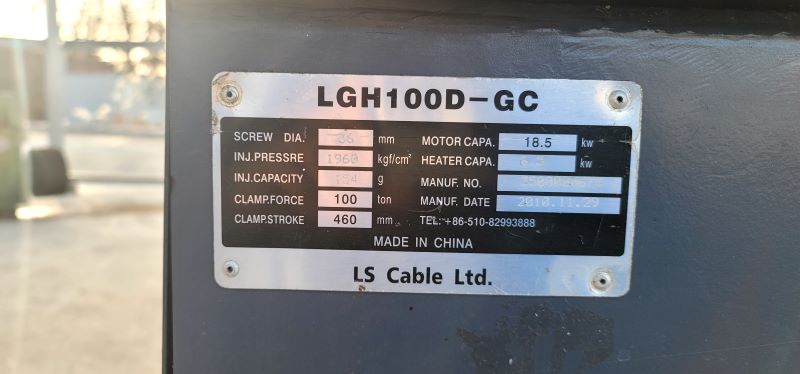 LGH100D-GC
SCREW DIA. 36 mm MOTOR CAPA. 18.5 kw
INJ.PRESSRE 1960 kgf/cm² HEATER CAPA. kw
INJ.CAPACITY g MANUF. NO.
CLAMP.FORCE 100 ton MANUF. DATE 2010.11.29
CLAMP.STROKE 460 mm TEL: +86-510-82993888
MADE IN CHINA
LS Cable Ltd.